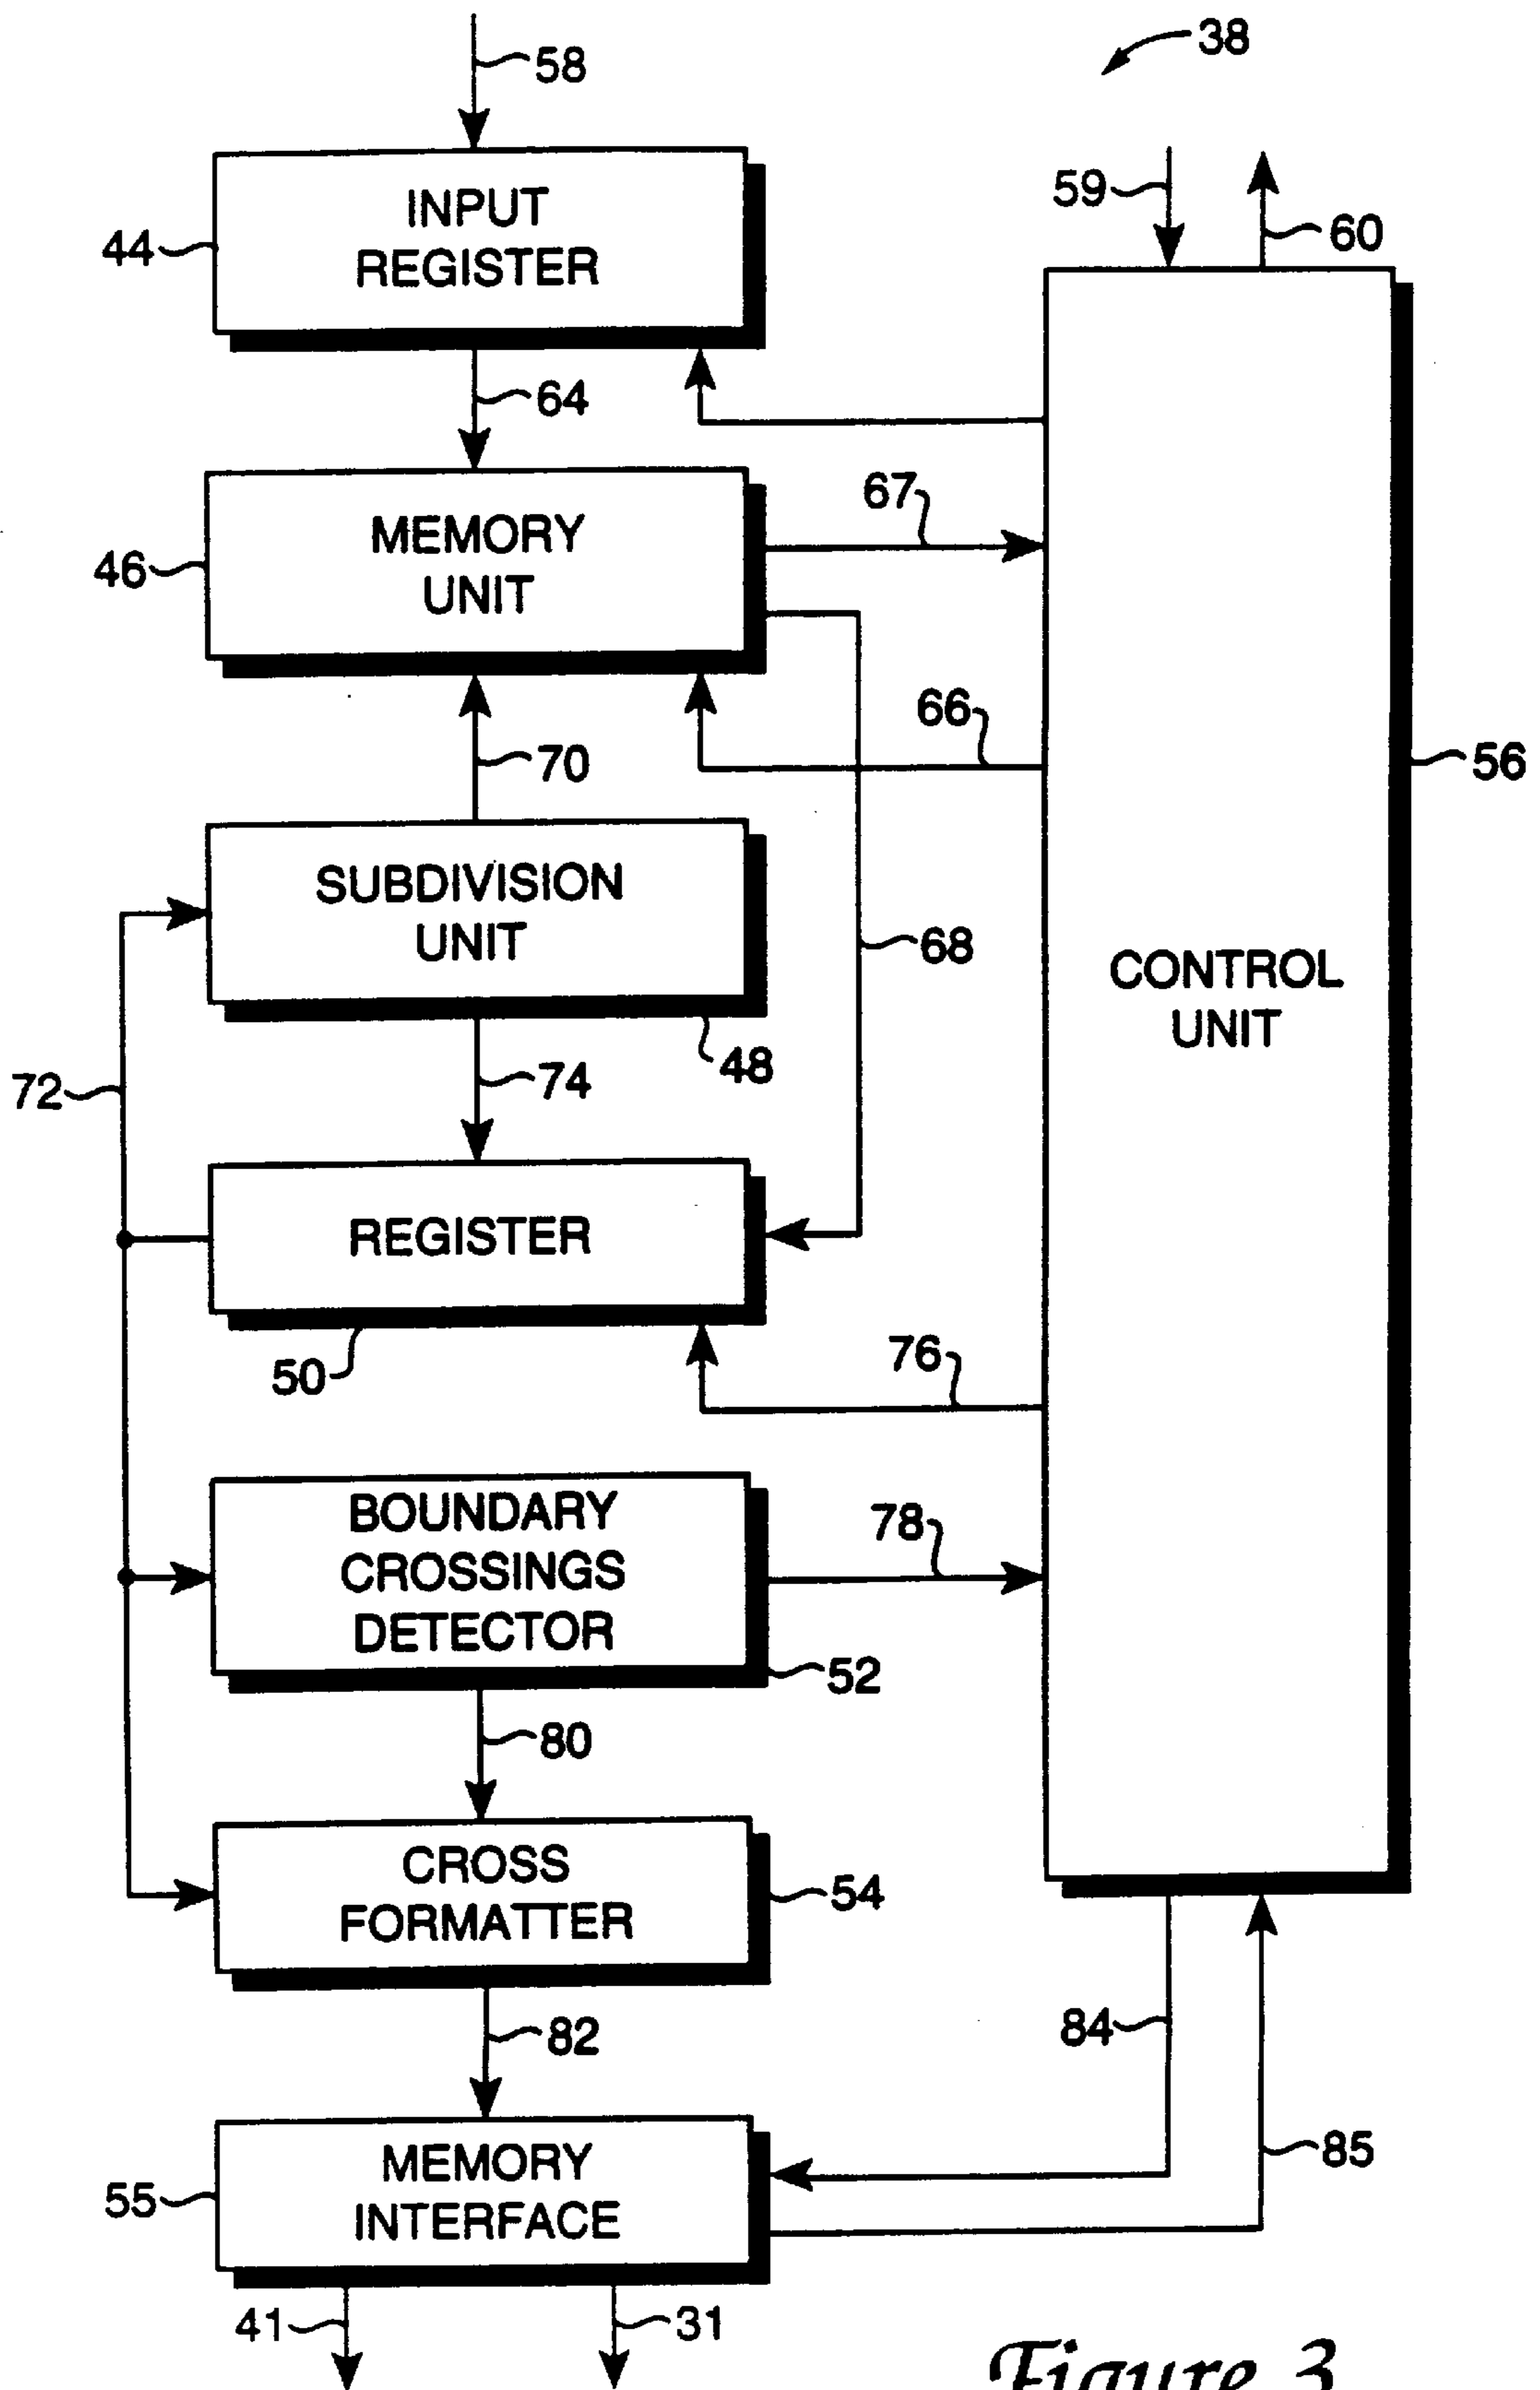 38
58
59
60
INPUT
REGISTER
44
64
67
MEMORY
UNIT
46
66
70
56
SUBDIVISION
UNIT
68
CONTROL
UNIT
48
72
74
REGISTER
50
76
BOUNDARY
CROSSINGS
DETECTOR
78
52
80
CROSS
FORMATTER
54
82
84
85
MEMORY
INTERFACE
55
41
31
Figure 3